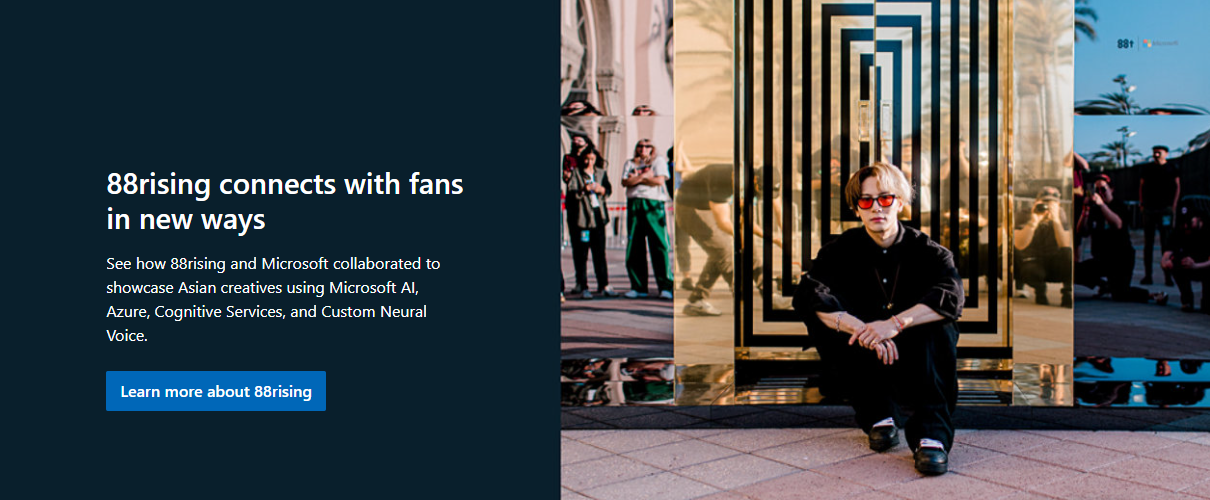 88rising connects with fans
in new ways
See how 88rising and Microsoft collaborated to
showcase Asian creatives using Microsoft AI,
Azure, Cognitive Services, and Custom Neural
Voice.
Learn more about 88rising
88↑